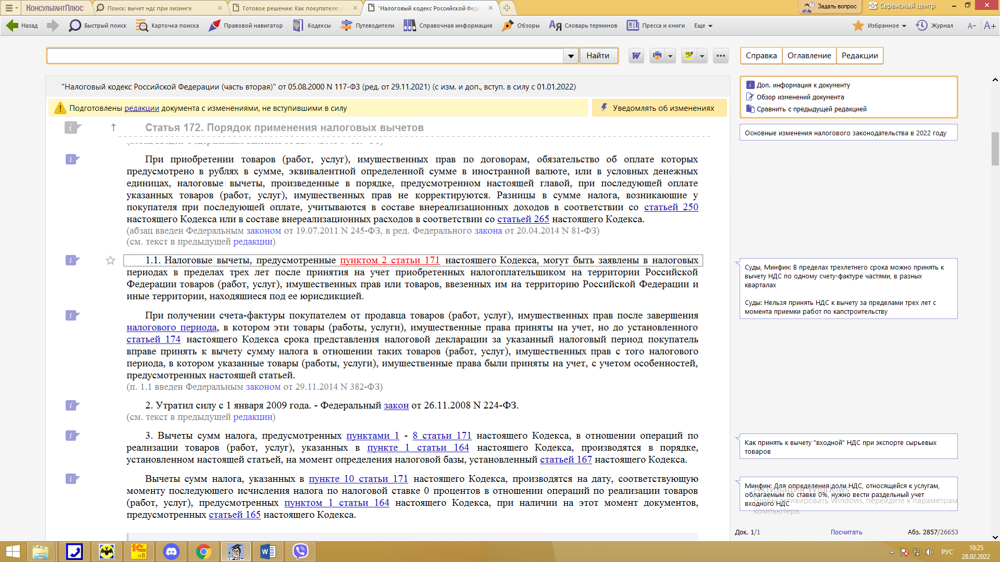 КонсультантПлюс
Поиск: вычет ндс при лизинге
Готовое решение: Как покупателю
"Налоговый кодекс Российской Феде
Задать вопрос
Сервисный центр
Назад
Быстрый поиск
Карточка поиска
Правовой навигатор
Кодексы
Путеводители
Справочная информация
Обзоры
Словарь терминов
Пресса и книги
Еще
Избранное
Журнал
А-
А+
Найти
Справка
Оглавление
Редакции
"Налоговый кодекс Российской Федерации (часть вторая)" от 05.08.2000 N 117-ФЗ (ред. от 29.11.2021) (с изм. и доп., вступ. в силу с 01.01.2022)
Подготовлены редакции документа с изменениями, не вступившими в силу
Уведомлять об изменениях
Доп. информация к документу
Обзор изменений документа
Сравнить с предыдущей редакцией
Основные изменения налогового законодательства в 2022 году
Статья 172. Порядок применения налоговых вычетов
При приобретении товаров (работ, услуг), имущественных прав по договорам, обязательство об оплате которых
предусмотрено в рублях в сумме, эквивалентной определенной сумме в иностранной валюте, или в условных денежных
единицах, налоговые вычеты, произведенные в порядке, предусмотренном настоящей главой, при последующей оплате
указанных товаров (работ, услуг), имущественных прав не корректируются. Разницы в сумме налога, возникающие у
покупателя при последующей оплате, учитываются в составе внереализационных доходов в соответствии со статьей 250
настоящего Кодекса или в составе внереализационных расходов в соответствии со статьей 265 настоящего Кодекса.
(абзац введен Федеральным законом от 19.07.2011 N 245-ФЗ, в ред. Федерального закона от 20.04.2014 N 81-ФЗ)
(см. текст в предыдущей редакции)
1.1. Налоговые вычеты, предусмотренные пунктом 2 статьи 171 настоящего Кодекса, могут быть заявлены в налоговых
периодах в пределах трех лет после принятия на учет приобретенных налогоплательщиком на территории Российской
Федерации товаров (работ, услуг), имущественных прав или товаров, ввезенных им на территорию Российской Федерации и
иные территории, находящиеся под ее юрисдикцией.
При получении счета-фактуры покупателем от продавца товаров (работ, услуг), имущественных прав после завершения
налогового периода, в котором эти товары (работы, услуги), имущественные права приняты на учет, но до установленного
статьей 174 настоящего Кодекса срока представления налоговой декларации за указанный налоговый период покупатель
вправе принять к вычету сумму налога в отношении таких товаров (работ, услуг), имущественных прав с того налогового
периода, в котором указанные товары (работы, услуги), имущественные права были приняты на учет, с учетом особенностей,
предусмотренных настоящей статьей.
(п. 1.1 введен Федеральным законом от 29.11.2014 N 382-ФЗ)
2. Утратил силу с 1 января 2009 года. - Федеральный закон от 26.11.2008 N 224-ФЗ.
(см. текст в предыдущей редакции)
3. Вычеты сумм налога, предусмотренных пунктами 1 - 8 статьи 171 настоящего Кодекса, в отношении операций по
реализации товаров (работ, услуг), указанных в пункте 1 статьи 164 настоящего Кодекса, производятся в порядке,
установленном настоящей статьей, на момент определения налоговой базы, установленный статьей 167 настоящего Кодекса.
Вычеты сумм налога, указанных в пункте 10 статьи 171 настоящего Кодекса, производятся на дату, соответствующую
моменту последующего исчисления налога по налоговой ставке 0 процентов в отношении операций по реализации товаров
(работ, услуг), предусмотренных пунктом 1 статьи 164 настоящего Кодекса, при наличии на этот момент документов,
предусмотренных статьей 165 настоящего Кодекса.
Суды, Минфин: В пределах трехлетнего срока можно принять к
вычету НДС по одному счету-фактуре частями, в разных
кварталах
Суды: Нельзя принять НДС к вычету за пределами трех лет с
момента приемки работ по капстроительству
Как принять к вычету "входной" НДС при экспорте сырьевых
товаров
Минфин: Для определения доли НДС, относящейся к услугам,
облагаемым по ставке 0%, нужно вести раздельный учет
входного НДС
Активация Windows
Чтобы активировать Windows, перейдите к параметрам
компьютера.
Док. 1/1
Посчитать
Абз. 2857/26653
РУС
10:25
28.02.2022